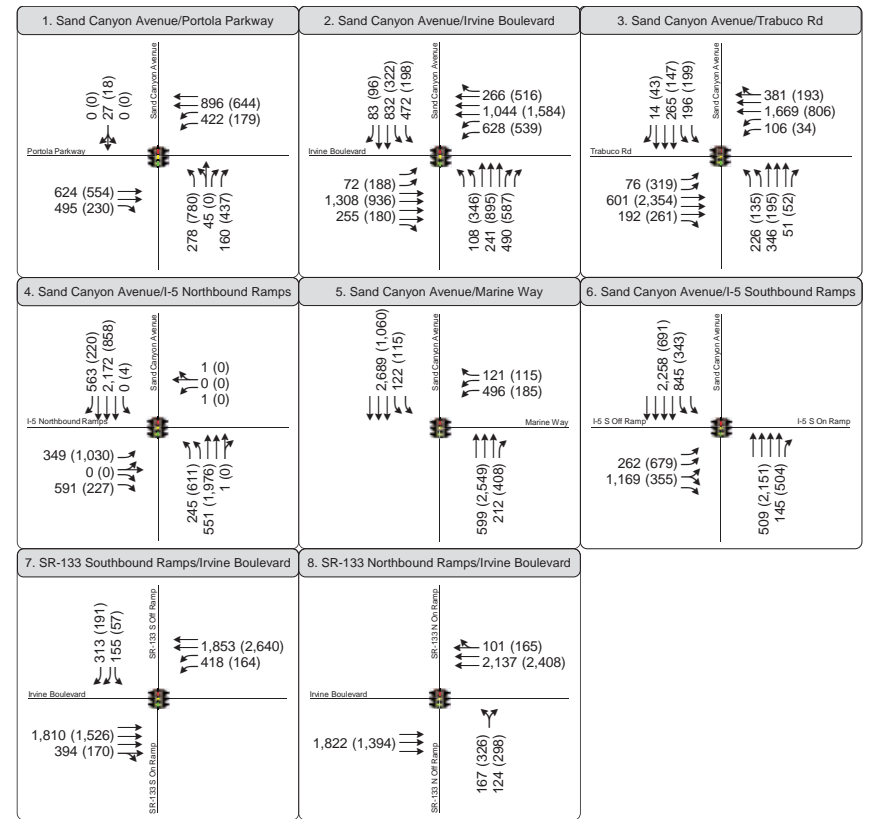 1. Sand Canyon Avenue/Portola Parkway
0 (0)
27 (18)
0 (0)
Sand Canyon Avenue
896 (644)
422 (179)
Portola Parkway
624 (554)
495 (230)
278 (780)
45 (0)
160 (437)
2. Sand Canyon Avenue/Irvine Boulevard
83 (96)
832 (322)
472 (198)
Sand Canyon Avenue
266 (516)
1,044 (1,584)
628 (539)
Irvine Boulevard
72 (188)
1,308 (936)
255 (180)
108 (346)
241 (895)
490 (587)
3. Sand Canyon Avenue/Trabuco Rd
14 (43)
265 (147)
196 (199)
Sand Canyon Avenue
381 (193)
1,669 (806)
106 (34)
Trabuco Rd
76 (319)
601 (2,354)
192 (261)
226 (135)
346 (195)
51 (52)
4. Sand Canyon Avenue/I-5 Northbound Ramps
563 (220)
2,172 (858)
0 (4)
Sand Canyon Avenue
1 (0)
0 (0)
1 (0)
I-5 Northbound Ramps
349 (1,030)
0 (0)
591 (227)
245 (611)
551 (1,976)
1 (0)
5. Sand Canyon Avenue/Marine Way
2,689 (1,060)
122 (115)
Sand Canyon Avenue
121 (115)
496 (185)
Marine Way
599 (2,549)
212 (408)
6. Sand Canyon Avenue/I-5 Southbound Ramps
2,258 (691)
845 (343)
Sand Canyon Avenue
I-5 S Off Ramp
I-5 S On Ramp
262 (679)
1,169 (355)
509 (2,151)
145 (504)
7. SR-133 Southbound Ramps/Irvine Boulevard
313 (191)
155 (57)
SR-133 S Off Ramp
1,853 (2,640)
418 (164)
Irvine Boulevard
1,810 (1,526)
394 (170)
SR-133 S On Ramp
8. SR-133 Northbound Ramps/Irvine Boulevard
SR-133 N On Ramp
101 (165)
2,137 (2,408)
Irvine Boulevard
1,822 (1,394)
SR-133 N Off Ramp
167 (326)
124 (298)